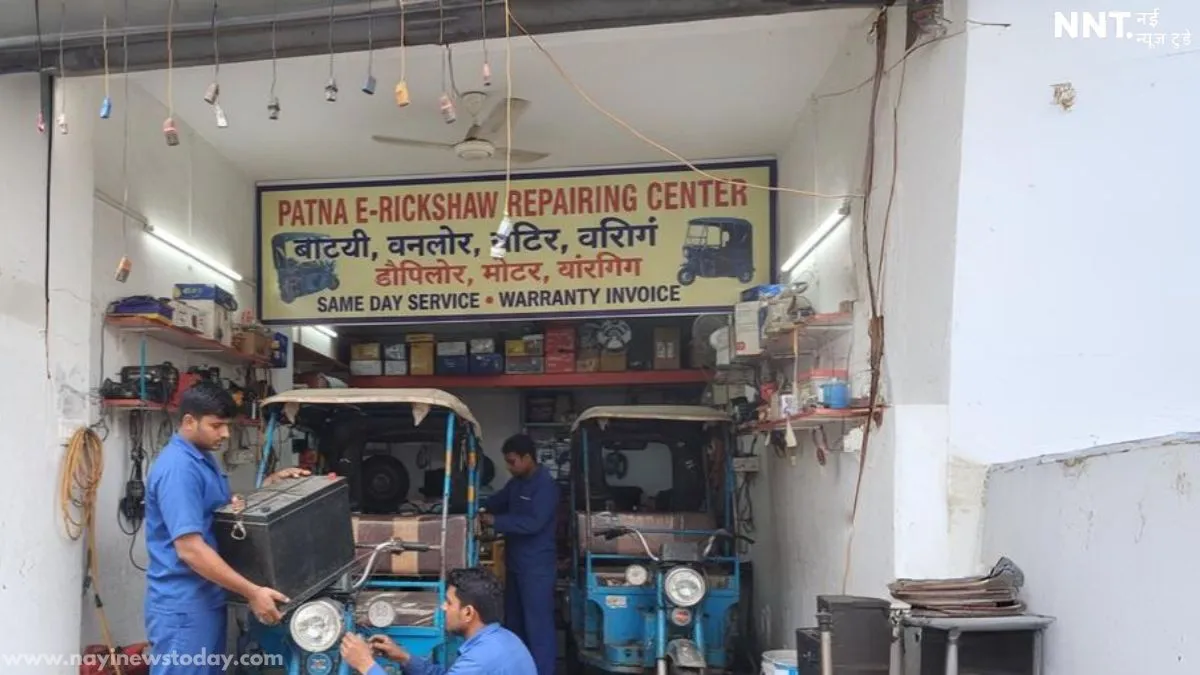 NNT. नई
न्यूज टुडे
PATNA E-RICKSHAW REPAIRING CENTER
बाटयी, वनलोर, चटिर, वरिागं
डौपिलोर, मोटर, वांरगिग
SAME DAY SERVICE • WARRANTY INVOICE
www.nayinewstoday.com